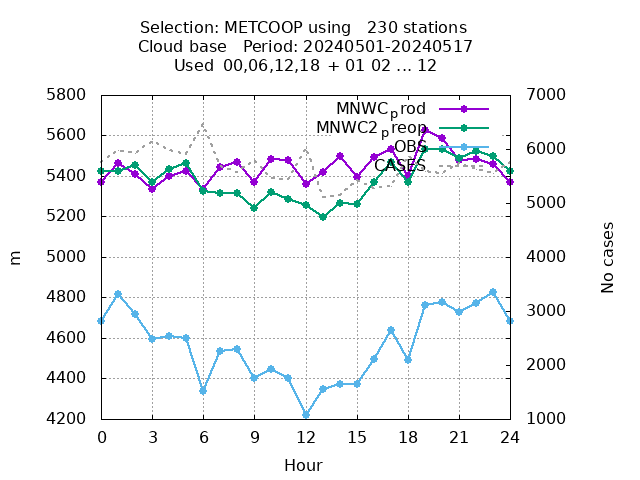 Selection: METCOOP using   230 stations
Cloud base   Period: 20240501-20240517
Used  00,06,12,18 + 01 02 ... 12
5800 7000
MNWCprod
5600 MNWC2preop
OBS 6000
5400 CASES
5200 5000
5000 4000
4800 3000
4600
4400 2000
4200 1000
m
No cases
0 3 6 9 12 15 18 21 24
Hour